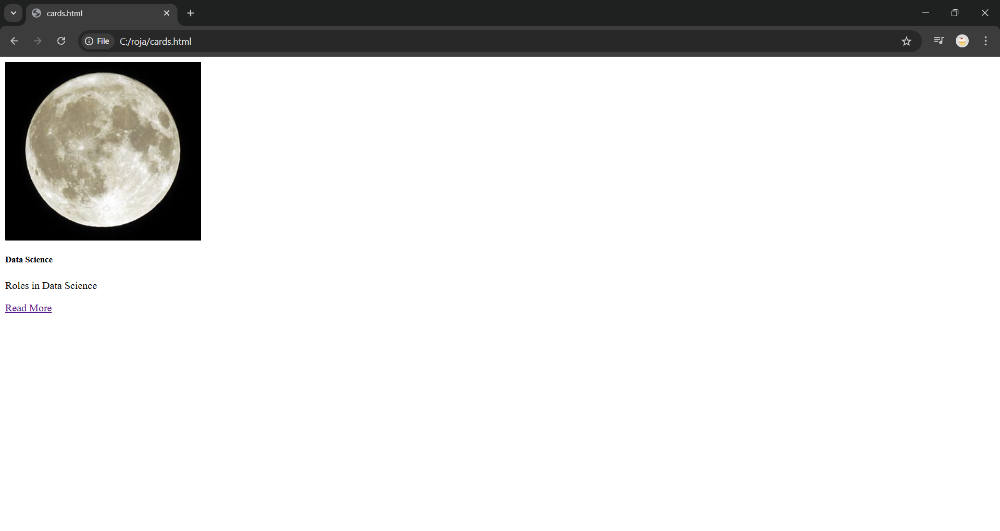 cards.html
File C:/roja/cards.html
Data Science
Roles in Data Science
Read More